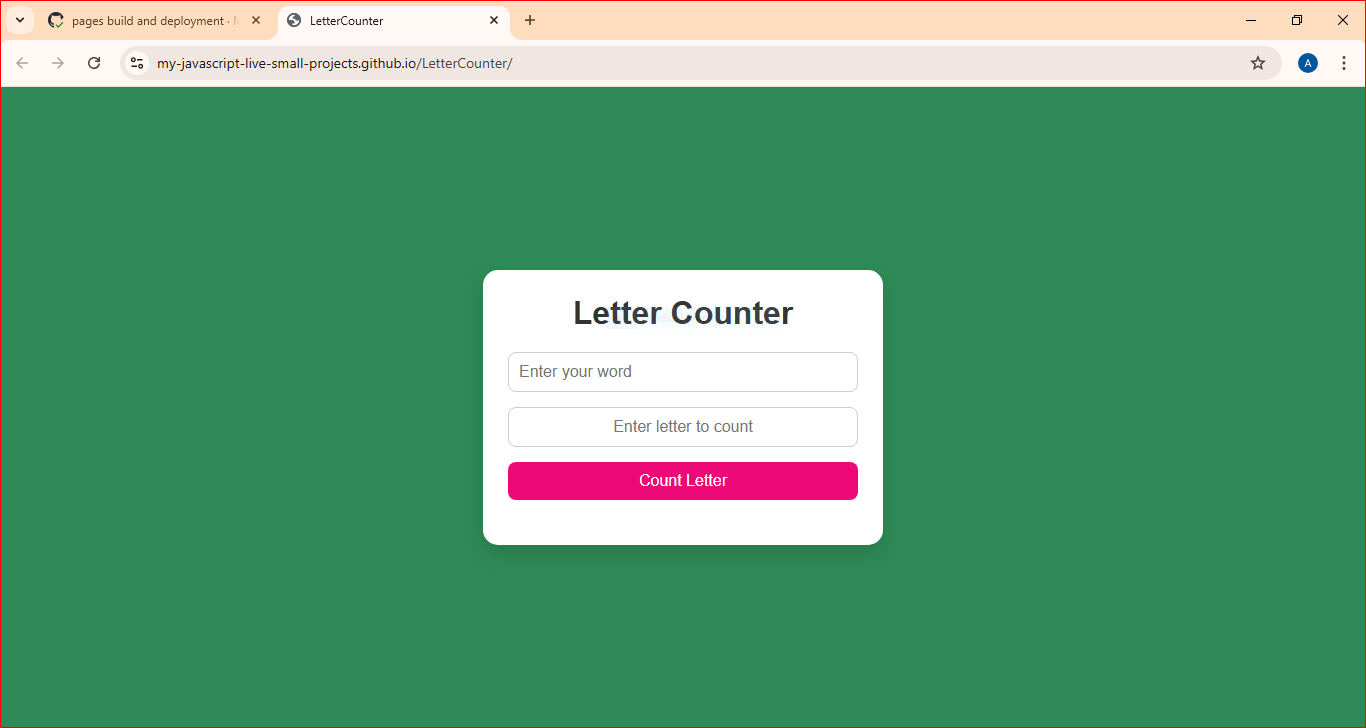 pages build and deployment ·
LetterCounter
my-javascript-live-small-projects.github.io/LetterCounter/
A
Letter Counter
Enter your word
Enter letter to count
Count Letter